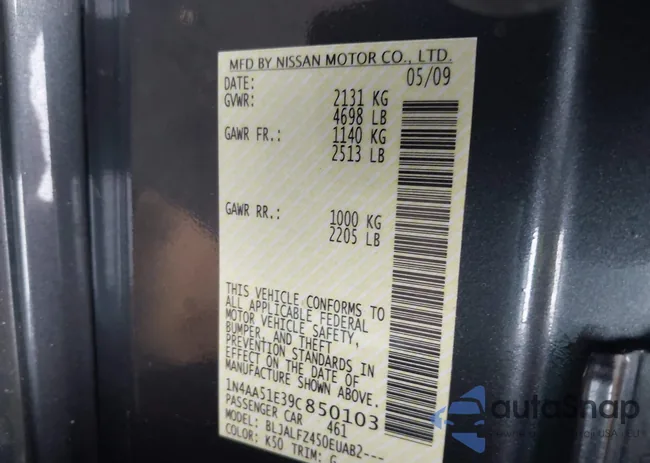 MFD BY NISSAN MOTOR CO., LTD.
DATE: 05/09
GVWR: 2131 KG
4698 LB
GAWR FR.: 1140 KG
2513 LB
GAWR RR.: 1000 KG
2205 LB
THIS VEHICLE CONFORMS TO
ALL APPLICABLE FEDERAL
MOTOR VEHICLE SAFETY,
BUMPER, AND THEFT
PREVENTION STANDARDS IN
EFFECT ON THE DATE OF
MANUFACTURE SHOWN ABOVE.
1N4AA51E39C850103
PASSENGER CAR 461
MODEL: BLJALFZ450EUAB2---
COLOR: K50 TRIM: G
autoSnap